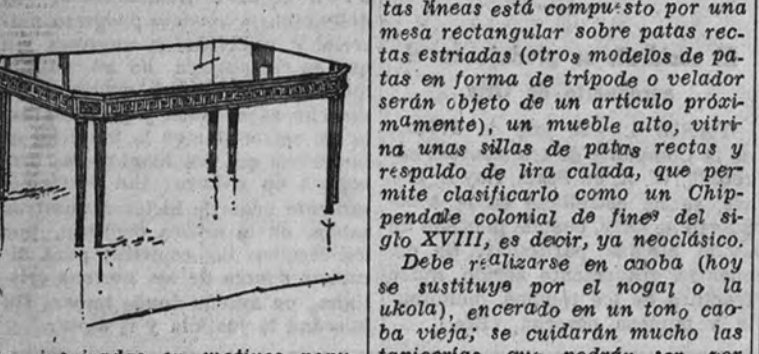 tas líneas está compuesto por una
mesa rectangular sobre patas rec-
tas estriadas (otros modelos de pa-
tas en forma de trípode o velador
serán objeto de un artículo próxi-
mamente), un mueble alto, vitri-
na unas sillas de patas rectas y
respaldo de lira calada, que per-
mite clasificarlo como un Chip-
pendale colonial de fines del si-
glo XVIII, es decir, ya neoclásico.
Debe realizarse en caoba (hoy
se sustituye por el nogal o la
ukola), encerado en un tono cao-
ba vieja; se cuidarán mucho las